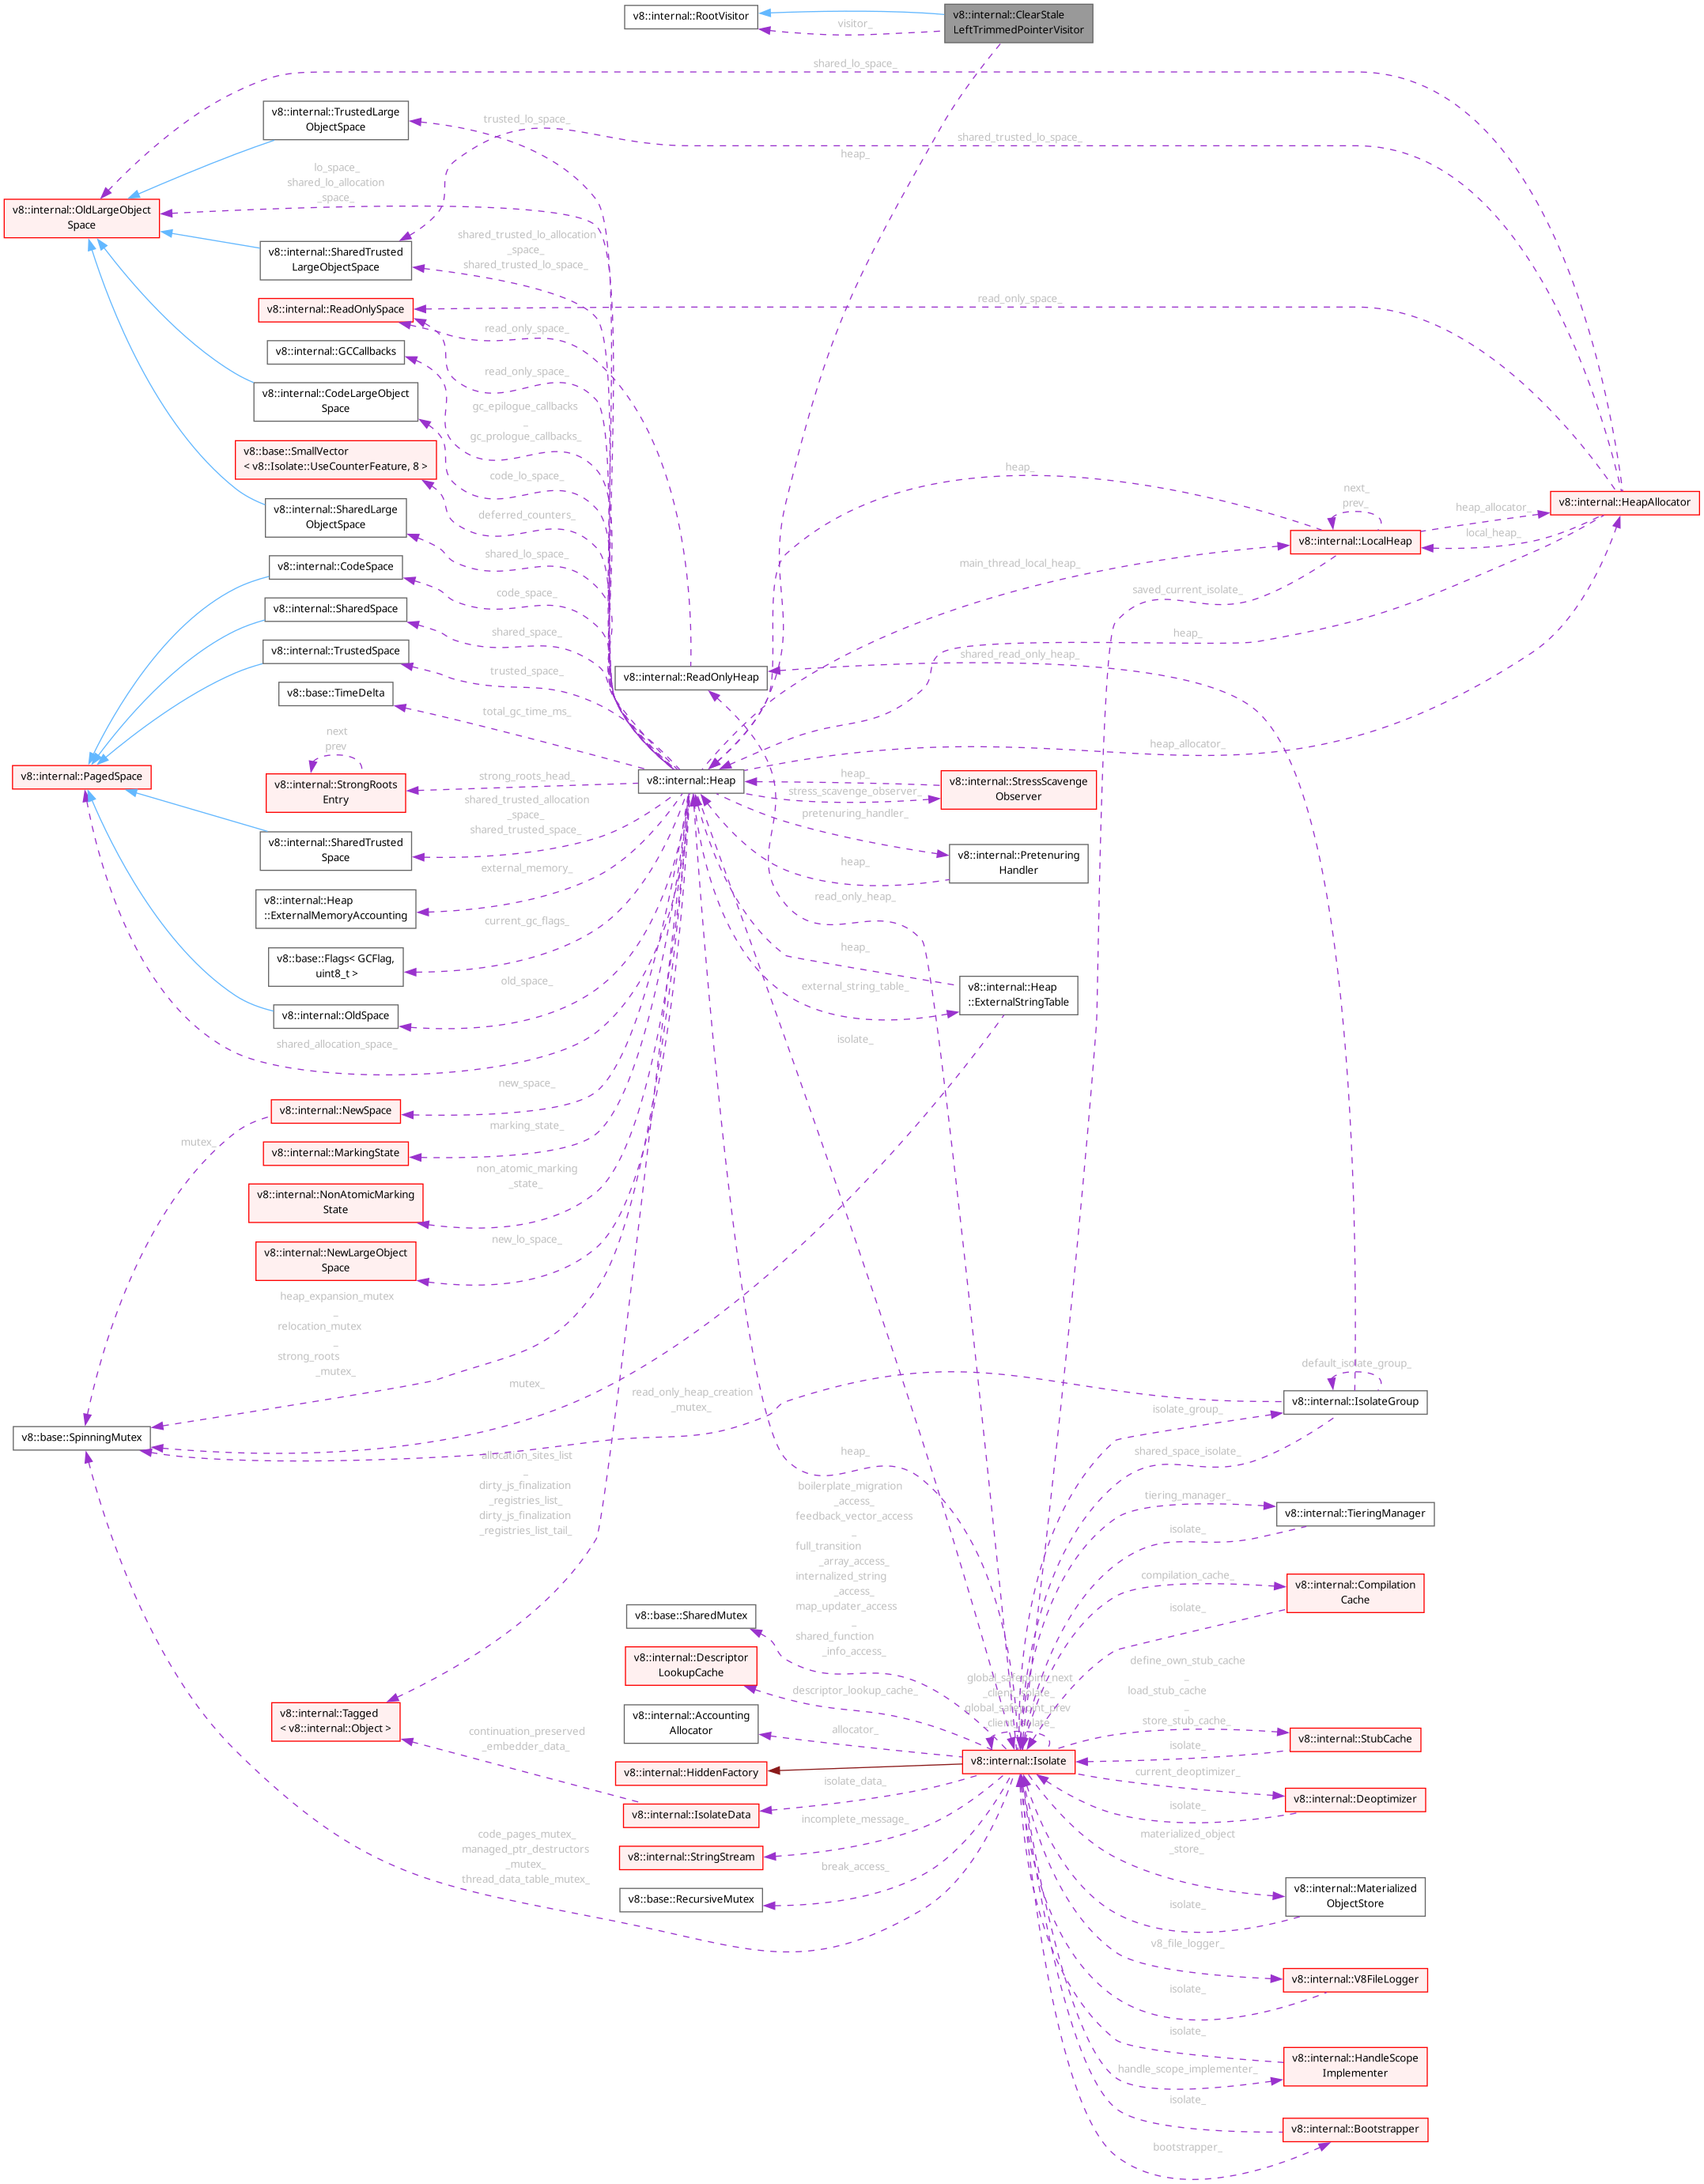 v8::internal::RootVisitor
visitor_
v8::internal::ClearStale
LeftTrimmedPointerVisitor
shared_lo_space_
v8::internal::TrustedLarge
ObjectSpace
trusted_lo_space_
shared_trusted_lo_space_
heap_
lo_space_
shared_lo_allocation
_space_
v8::internal::OldLargeObject
Space
v8::internal::SharedTrusted
LargeObjectSpace
shared_trusted_lo_allocation
_space_
shared_trusted_lo_space_
v8::internal::ReadOnlySpace
read_only_space_
read_only_space_
v8::internal::GCCallbacks
read_only_space_
v8::internal::CodeLargeObject
Space
gc_epilogue_callbacks
_
gc_prologue_callbacks_
v8::base::SmallVector
< v8::Isolate::UseCounterFeature, 8 >
code_lo_space_
heap_
next_
prev_
heap_allocator_
v8::internal::HeapAllocator
v8::internal::SharedLarge
ObjectSpace
deferred_counters_
v8::internal::LocalHeap
local_heap_
v8::internal::CodeSpace
shared_lo_space_
main_thread_local_heap_
code_space_
saved_current_isolate_
v8::internal::SharedSpace
shared_space_
heap_
v8::internal::TrustedSpace
trusted_space_
v8::internal::ReadOnlyHeap
shared_read_only_heap_
v8::base::TimeDelta
total_gc_time_ms_
next
prev
heap_allocator_
v8::internal::PagedSpace
v8::internal::StrongRoots
Entry
strong_roots_head_
v8::internal::Heap
heap_
stress_scavenge_observer_
v8::internal::StressScavenge
Observer
shared_trusted_allocation
_space_
shared_trusted_space_
pretenuring_handler_
v8::internal::SharedTrusted
Space
heap_
v8::internal::Pretenuring
Handler
external_memory_
v8::internal::Heap
::ExternalMemoryAccounting
read_only_heap_
current_gc_flags_
v8::base::Flags< GCFlag,
uint8_t >
heap_
old_space_
external_string_table_
v8::internal::Heap
::ExternalStringTable
v8::internal::OldSpace
shared_allocation_space_
isolate_
new_space_
v8::internal::NewSpace
mutex_
marking_state_
v8::internal::MarkingState
non_atomic_marking
_state_
v8::internal::NonAtomicMarking
State
new_lo_space_
v8::internal::NewLargeObject
Space
heap_expansion_mutex
_
relocation_mutex
_
strong_roots
_mutex_
default_isolate_group_
mutex_
read_only_heap_creation
_mutex_
v8::internal::IsolateGroup
isolate_group_
v8::base::SpinningMutex
allocation_sites_list
_
dirty_js_finalization
_registries_list_
dirty_js_finalization
_registries_list_tail_
heap_
shared_space_isolate_
boilerplate_migration
_access_
feedback_vector_access
_
full_transition
_array_access_
internalized_string
_access_
map_updater_access
_
shared_function
_info_access_
tiering_manager_
v8::internal::TieringManager
isolate_
compilation_cache_
v8::internal::Compilation
Cache
isolate_
v8::base::SharedMutex
v8::internal::Descriptor
LookupCache
descriptor_lookup_cache_
global_safepoint_next
_client_isolate_
global_safepoint_prev
_client_isolate_
define_own_stub_cache
_
load_stub_cache
_
store_stub_cache_
v8::internal::Tagged
< v8::internal::Object >
continuation_preserved
_embedder_data_
v8::internal::Accounting
Allocator
allocator_
isolate_
v8::internal::StubCache
v8::internal::HiddenFactory
v8::internal::Isolate
current_deoptimizer_
v8::internal::IsolateData
isolate_data_
isolate_
v8::internal::Deoptimizer
incomplete_message_
v8::internal::StringStream
code_pages_mutex_
managed_ptr_destructors
_mutex_
thread_data_table_mutex_
materialized_object
_store_
break_access_
v8::base::RecursiveMutex
isolate_
v8::internal::Materialized
ObjectStore
v8_file_logger_
v8::internal::V8FileLogger
isolate_
isolate_
v8::internal::HandleScope
Implementer
handle_scope_implementer_
isolate_
v8::internal::Bootstrapper
bootstrapper_